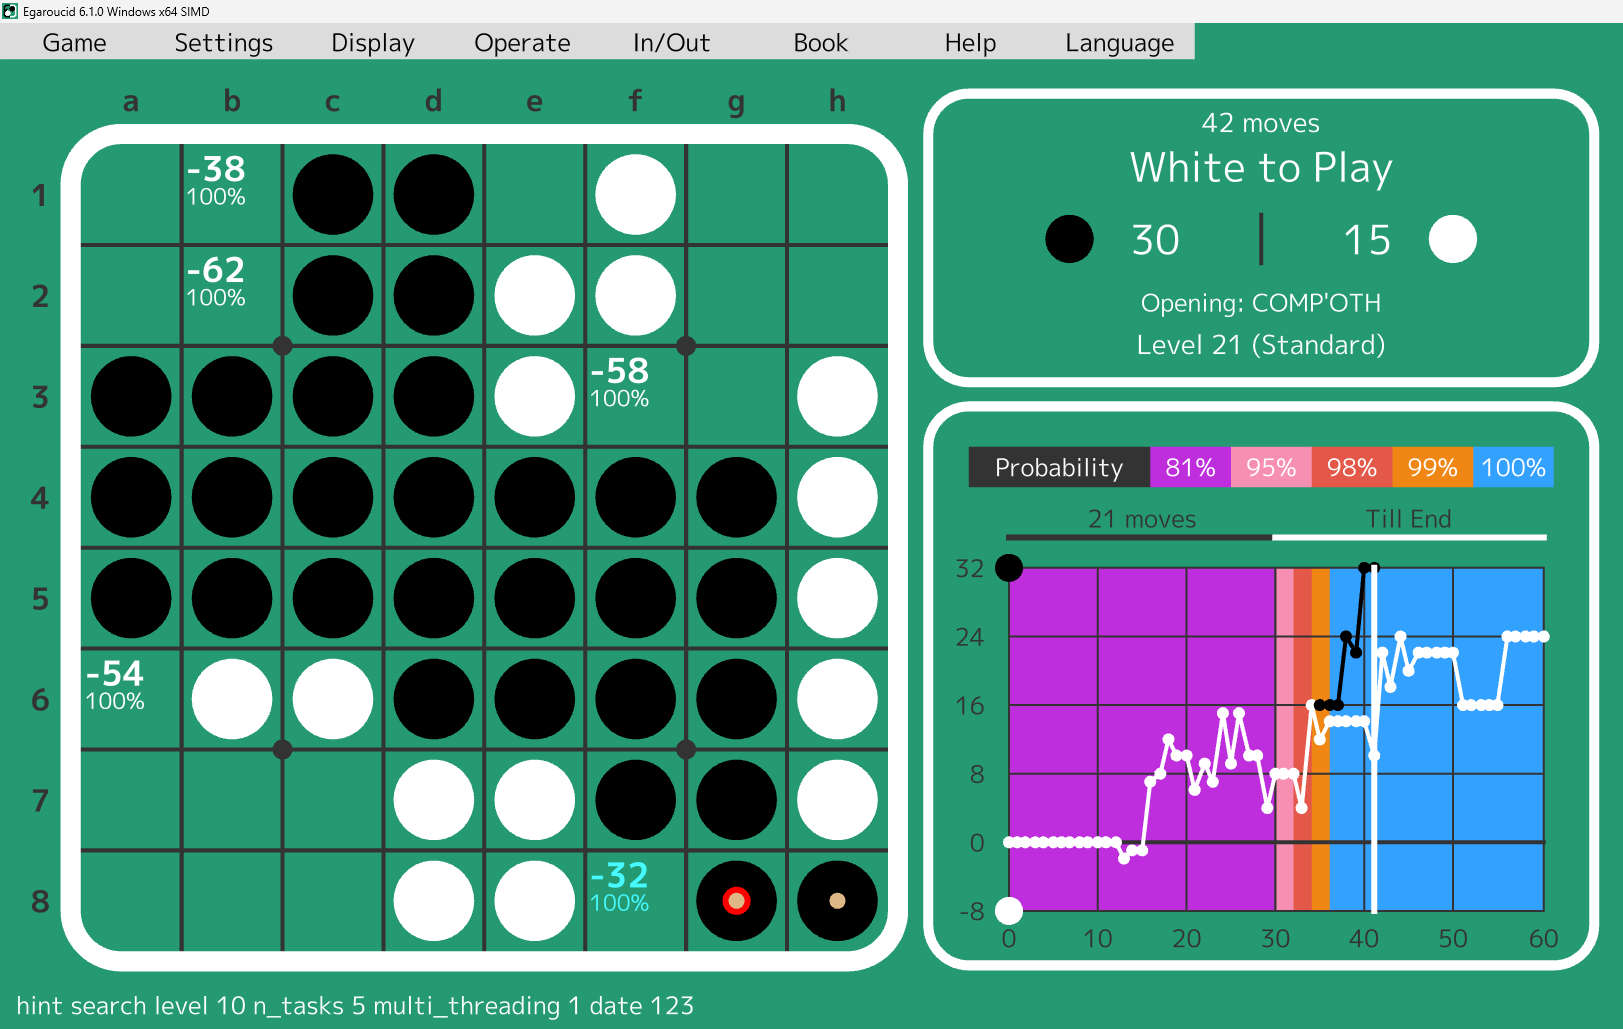 Egaroucid 6.1.0 Windows x64 SIMD
Game Settings Display Operate In/Out Book Help Language
a b c d e f g h
1 -38
100%
2 -62
100%
3 -58
100%
4
5
6 -54
100%
7
8 -32
100%
42 moves
White to Play
30 15
Opening: COMP'OTH
Level 21 (Standard)
Probability 81% 95% 98% 99% 100%
21 moves Till End
32
24
16
8
0
-8
0 10 20 30 40 50 60
hint search level 10 n_tasks 5 multi_threading 1 date 123